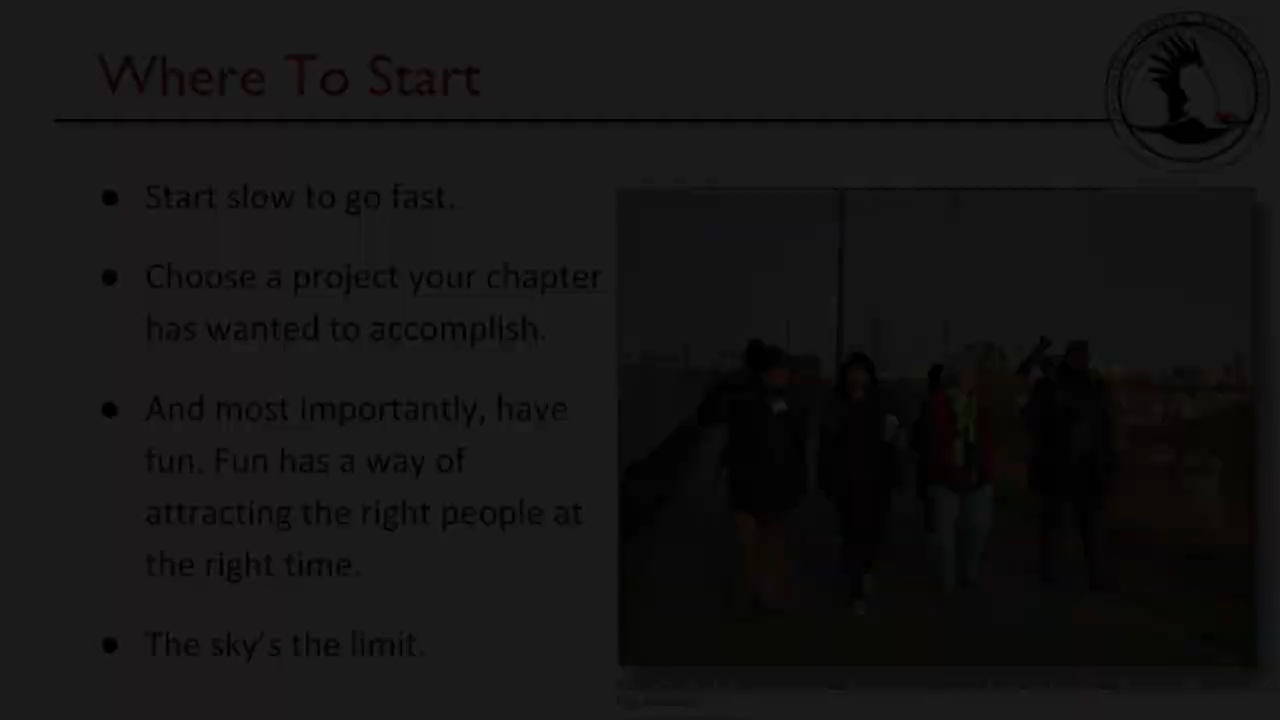 Where To Start
● Start slow to go fast.
● Choose a project your chapter
has wanted to accomplish.
● And most importantly, have
fun. Fun has a way of
attracting the right people at
the right time.
● The sky's the limit.